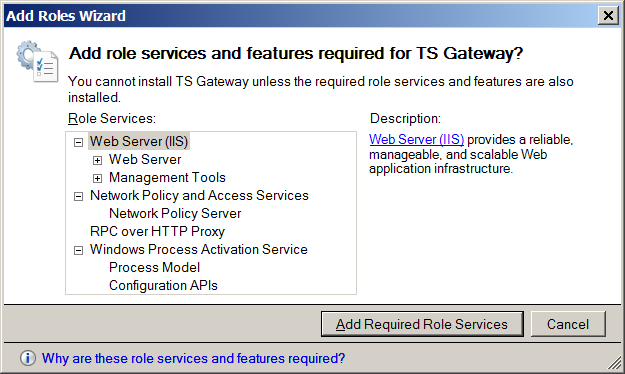 Add Roles Wizard
Add role services and features required for TS Gateway?
You cannot install TS Gateway unless the required role services and features are also
installed.
Role Services:
Web Server (IIS)
Web Server
Management Tools
Network Policy and Access Services
Network Policy Server
RPC over HTTP Proxy
Windows Process Activation Service
Process Model
Configuration APIs
Description:
Web Server (IIS) provides a reliable,
manageable, and scalable Web
application infrastructure.
Add Required Role Services
Cancel
Why are these role services and features required?